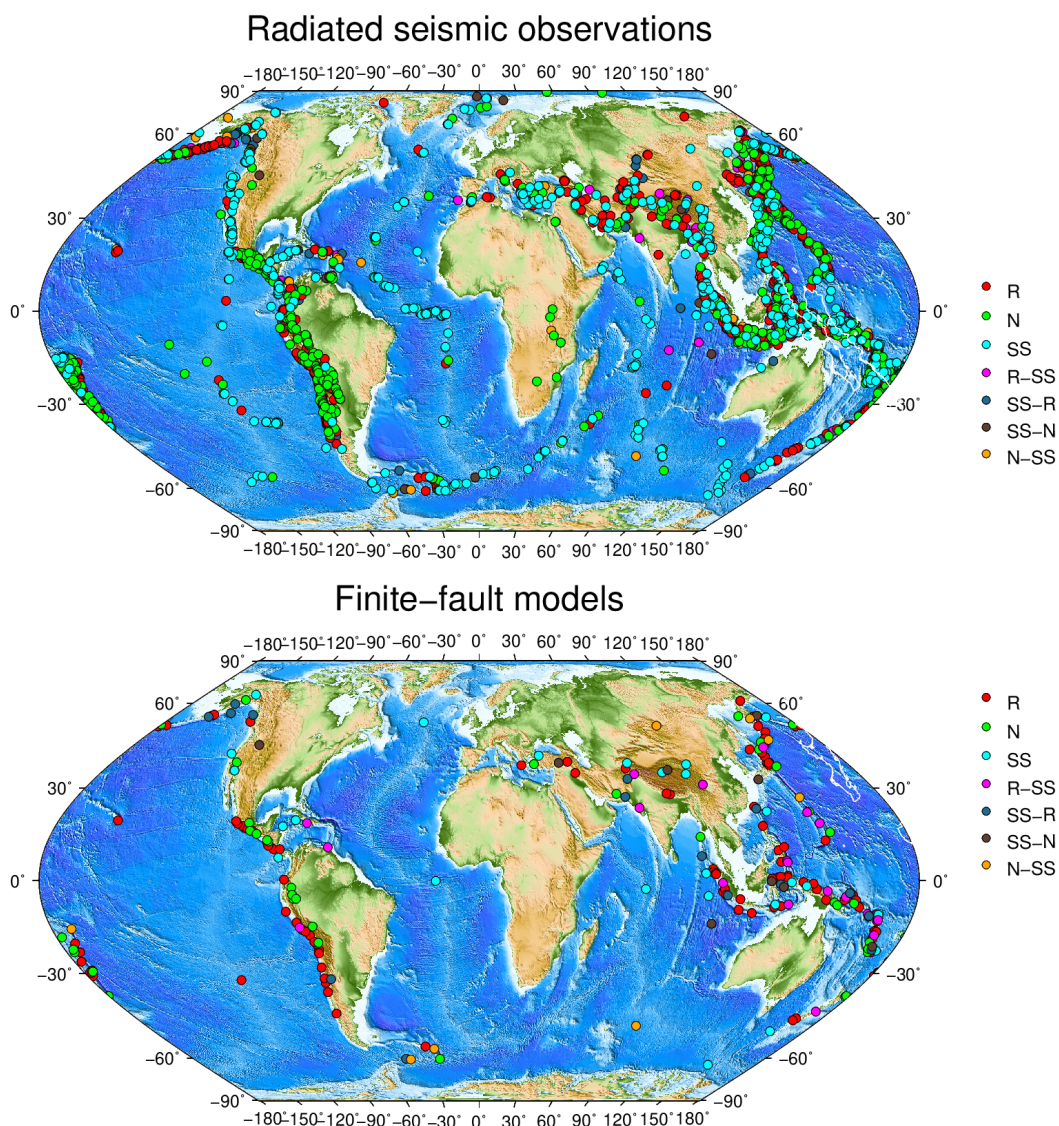 Radiated seismic observations
−180˚ −150˚ −120˚ −90˚ −60˚ −30˚ 0˚ 30˚ 60˚ 90˚ 120˚ 150˚ 180˚
90˚ 90˚
60˚ 60˚
30˚ 30˚
0˚ 0˚
−30˚ −30˚
−60˚ −60˚
−90˚ −90˚
−180˚ −150˚ −120˚ −90˚ −60˚ −30˚ 0˚ 30˚ 60˚ 90˚ 120˚ 150˚ 180˚
R
N
SS
R−SS
SS−R
SS−N
N−SS
Finite−fault models
−180˚ −150˚ −120˚ −90˚ −60˚ −30˚ 0˚ 30˚ 60˚ 90˚ 120˚ 150˚ 180˚
90˚ 90˚
60˚ 60˚
30˚ 30˚
0˚ 0˚
−30˚ −30˚
−60˚ −60˚
−90˚ −90˚
−180˚ −150˚ −120˚ −90˚ −60˚ −30˚ 0˚ 30˚ 60˚ 90˚ 120˚ 150˚ 180˚
R
N
SS
R−SS
SS−R
SS−N
N−SS